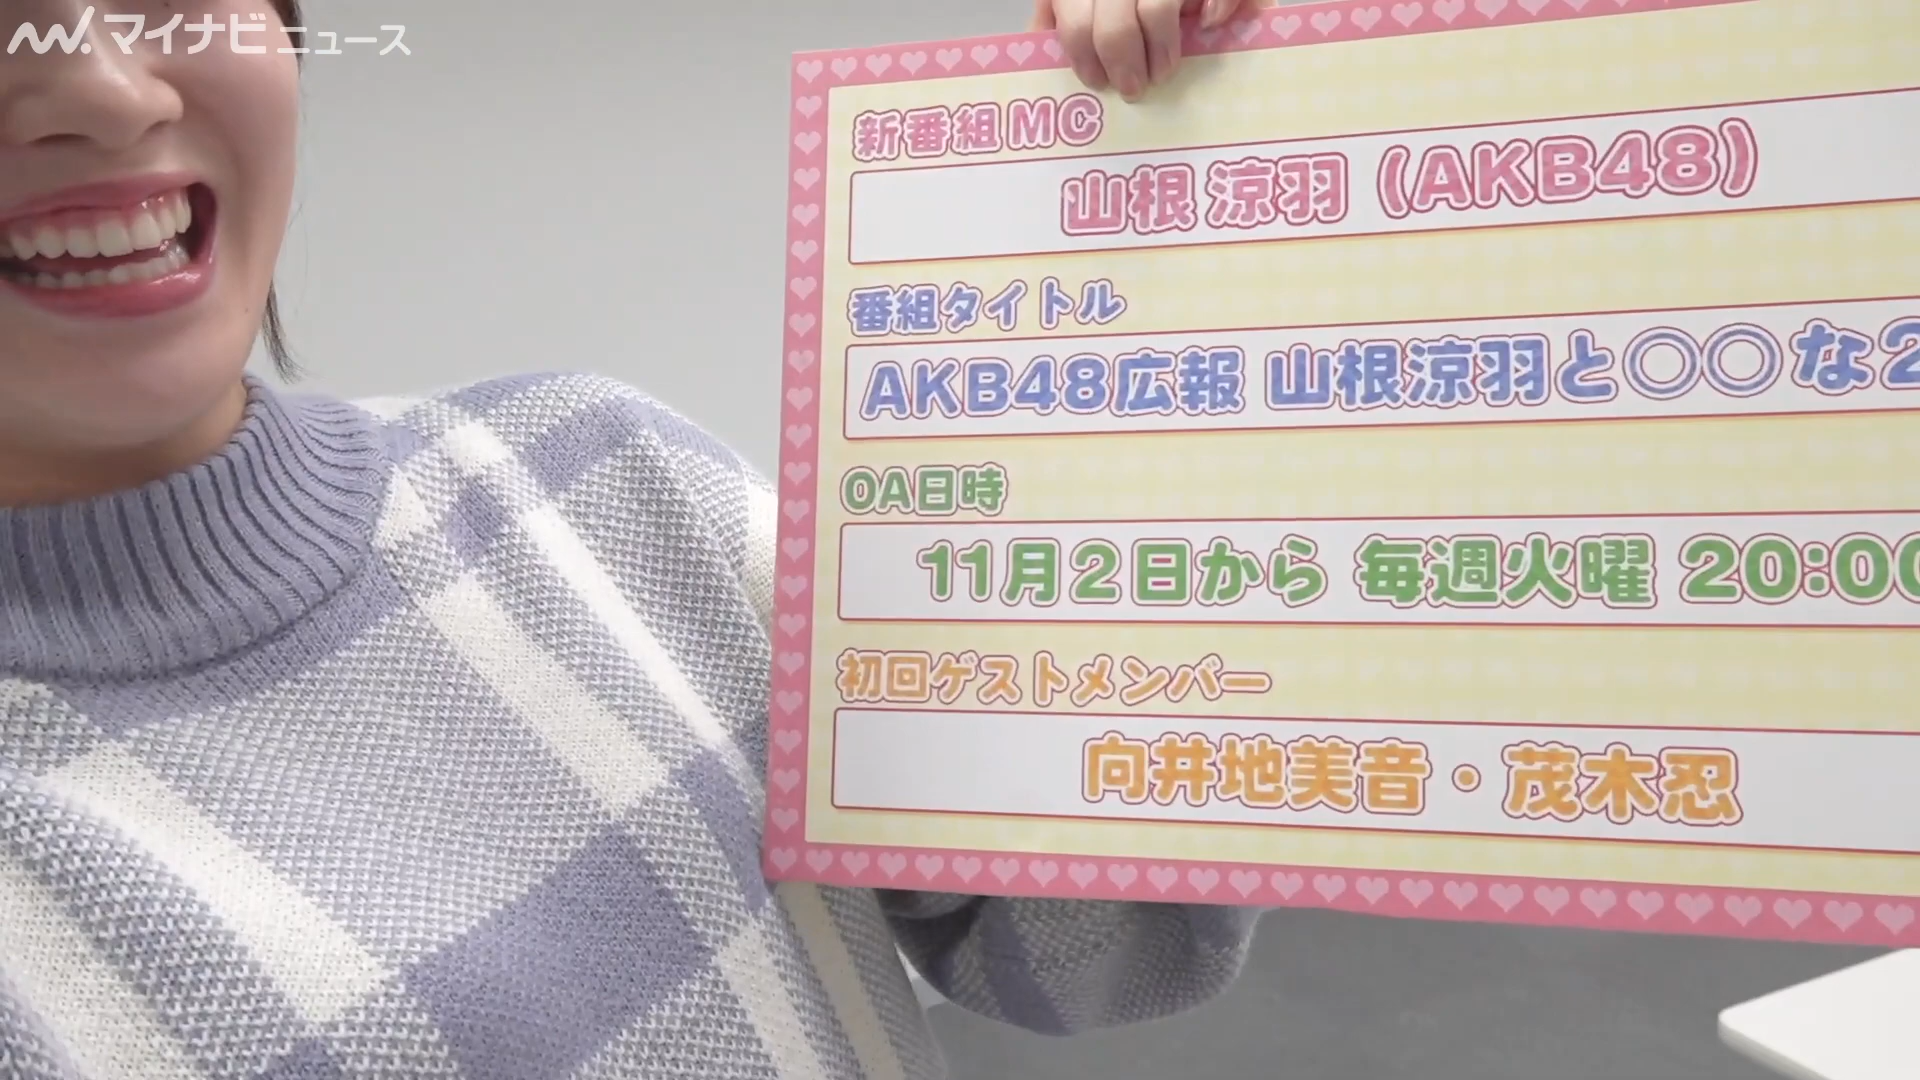 マイナビニュース
新番組MC
山根 涼羽 (AKB48)
番組タイトル
AKB48広報 山根涼羽と○○な2
OA日時
11月2日から 毎週火曜 20:00
初回ゲストメンバー
向井地美音・茂木忍